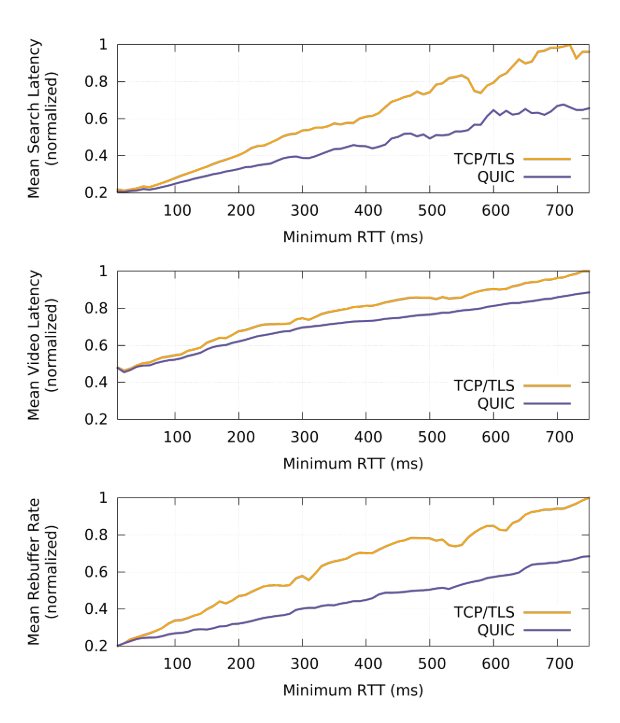 Mean Search Latency
(normalized)
1
0.8
0.6
0.4
0.2
TCP/TLS
QUIC
100 200 300 400 500 600 700
Minimum RTT (ms)
Mean Video Latency
(normalized)
1
0.8
0.6
0.4
0.2
TCP/TLS
QUIC
100 200 300 400 500 600 700
Minimum RTT (ms)
Mean Rebuffer Rate
(normalized)
1
0.8
0.6
0.4
0.2
TCP/TLS
QUIC
100 200 300 400 500 600 700
Minimum RTT (ms)